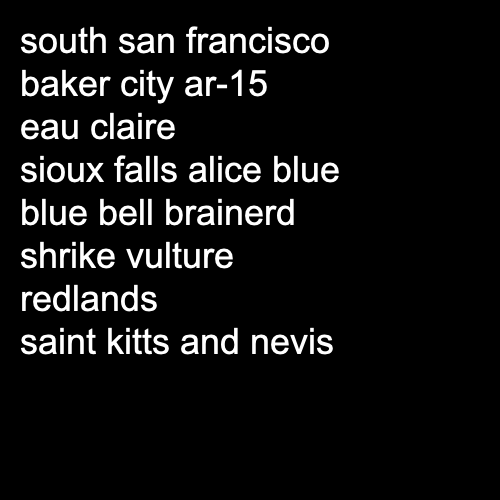 south san francisco
baker city ar-15
eau claire
sioux falls alice blue
blue bell brainerd
shrike vulture
redlands
saint kitts and nevis